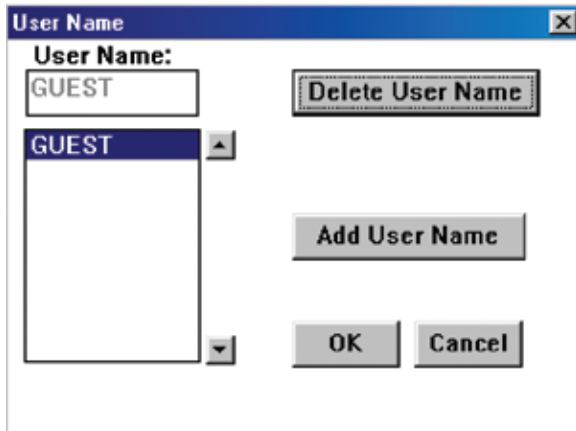 User Name
User Name:
GUEST
Delete User Name
GUEST
Add User Name
OK Cancel